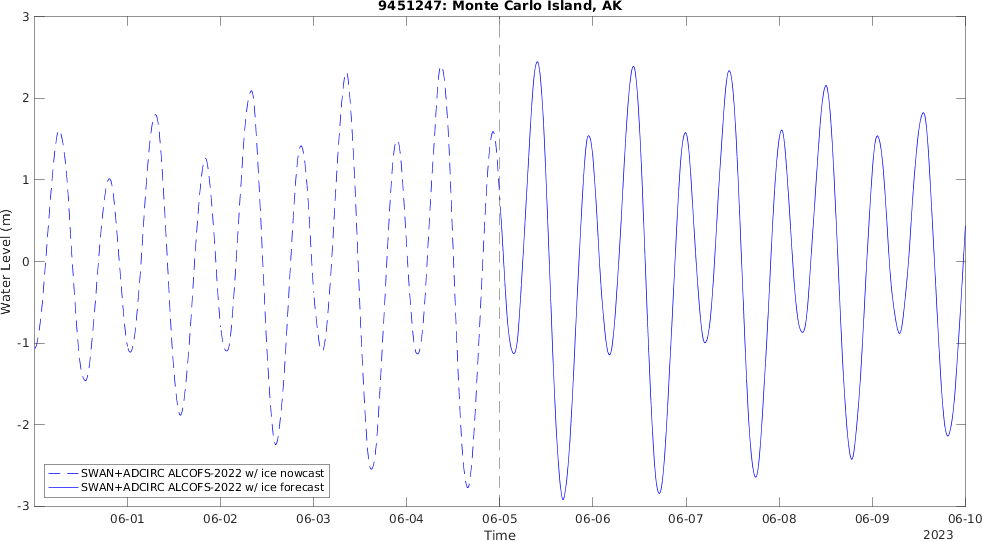 9451247: Monte Carlo Island, AK
3
2
1
0
-1
-2
-3
Water Level (m)
SWAN+ADCIRC ALCOFS-2022 w/ ice nowcast
SWAN+ADCIRC ALCOFS-2022 w/ ice forecast
06-01 06-02 06-03 06-04 06-05 06-06 06-07 06-08 06-09 06-10
Time
2023